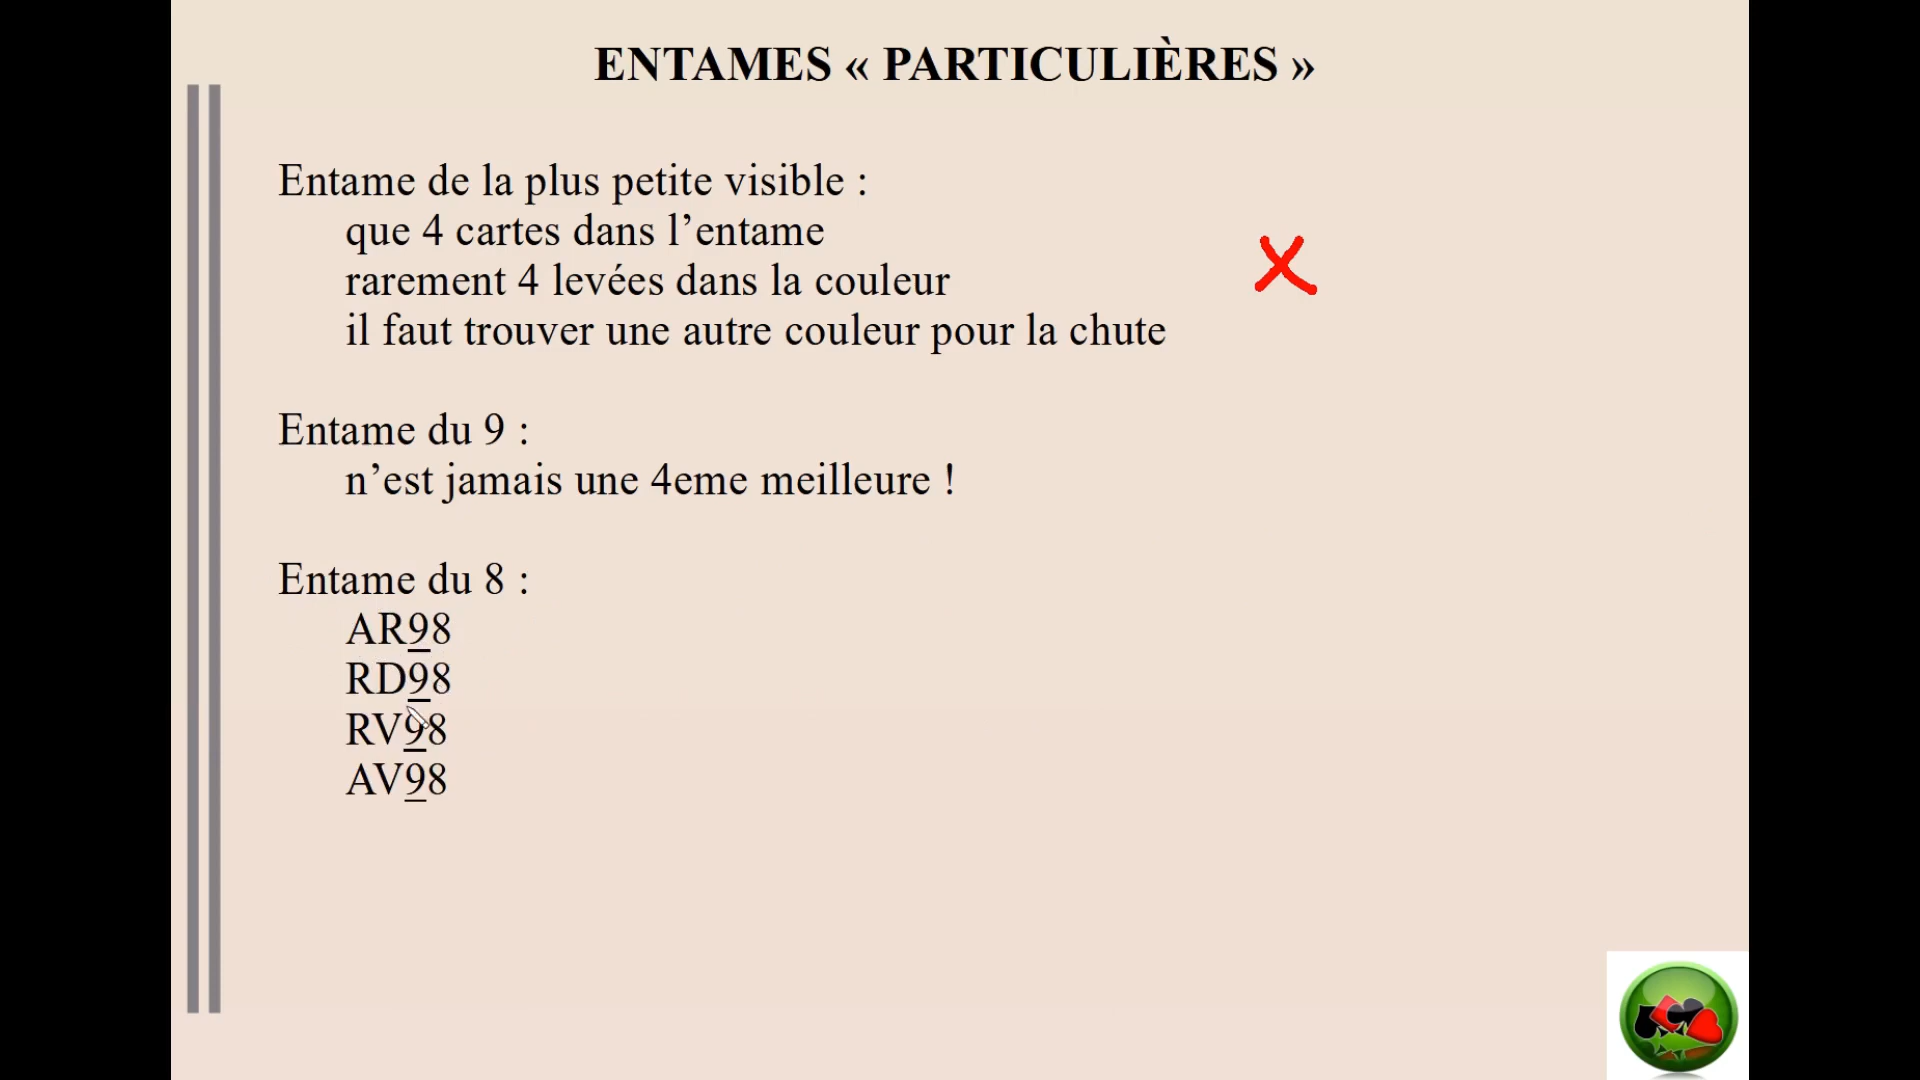 ENTAMES « PARTICULIÈRES »
Entame de la plus petite visible :
que 4 cartes dans l’entame
rarement 4 levées dans la couleur
il faut trouver une autre couleur pour la chute
Entame du 9 :
n’est jamais une 4eme meilleure !
Entame du 8 :
AR98
RD98
RV98
AV98